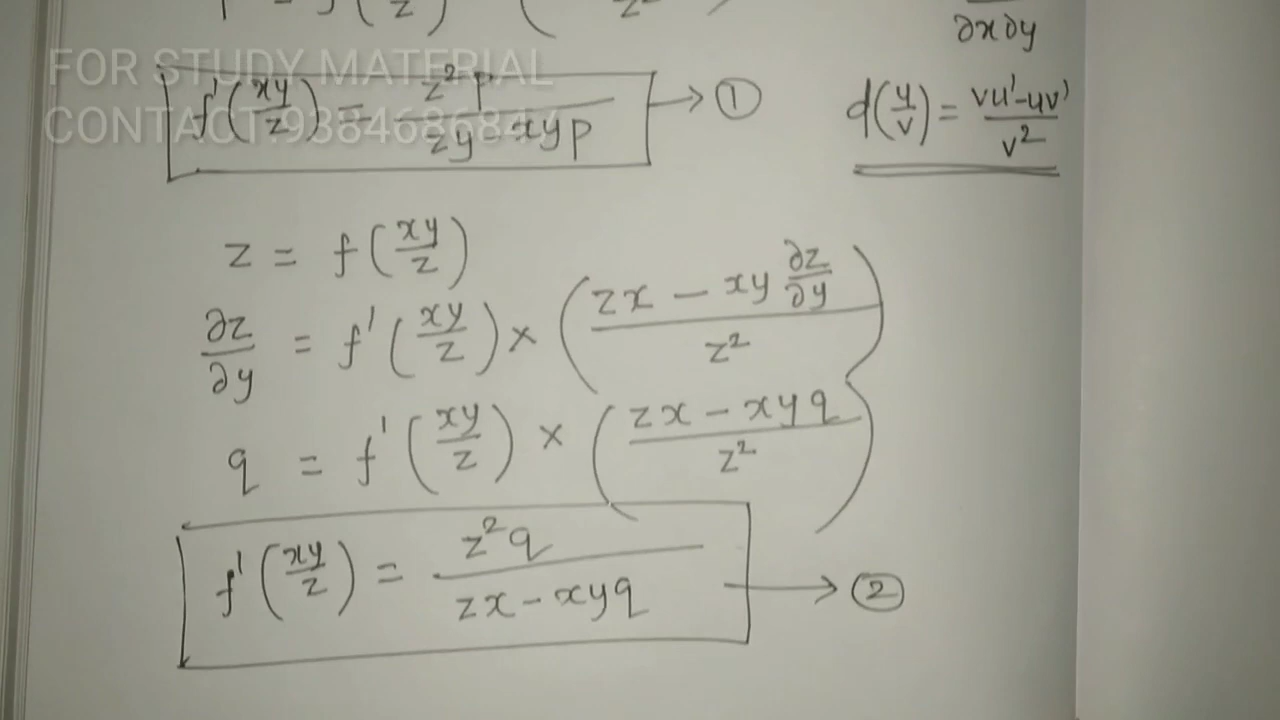 ∂x∂y
FOR STUDY MATERIAL
CONTACT:9384686844
f'(xy/z) = z²p/(zy - xyp) → ①
d(u/v) = (vu'-uv')/v²
z = f(xy/z)
∂z/∂y = f'(xy/z) × ((zx - xy ∂z/∂y)/z²)
q = f'(xy/z) × ((zx - xyq)/z²)
f'(xy/z) = z²q/(zx - xyq) → ②